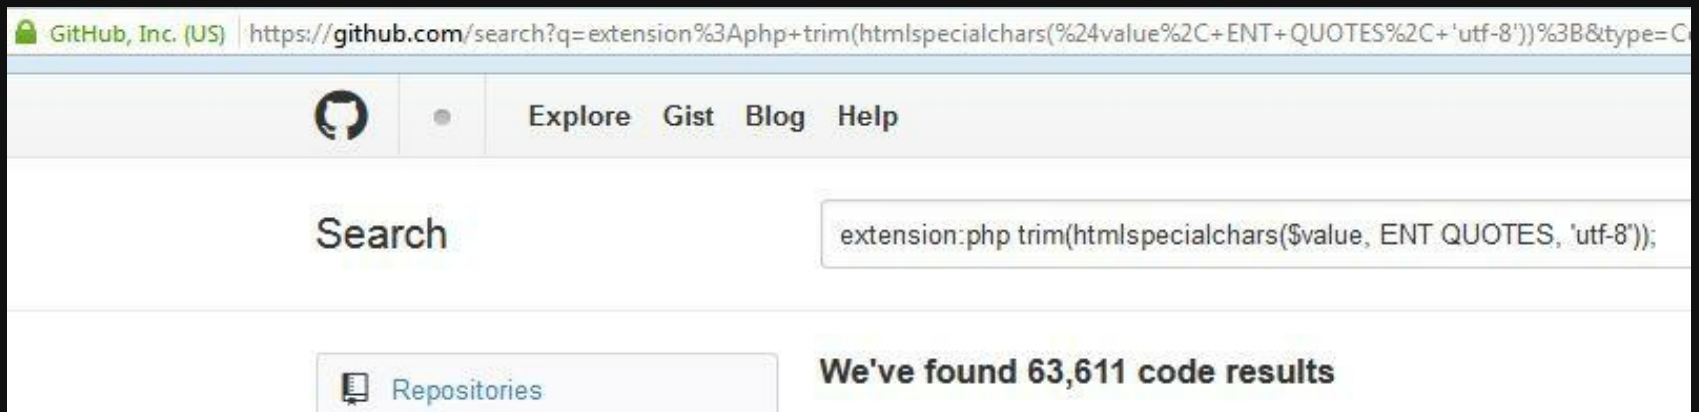 GitHub, Inc. (US) https://github.com/search?q=extension%3Aphp+trim(htmlspecialchars(%24value%2C+ENT+QUOTES%2C+'utf-8'))%3B&type=C
Explore Gist Blog Help
Search
extension:php trim(htmlspecialchars($value, ENT QUOTES, 'utf-8'));
We've found 63,611 code results
Repositories